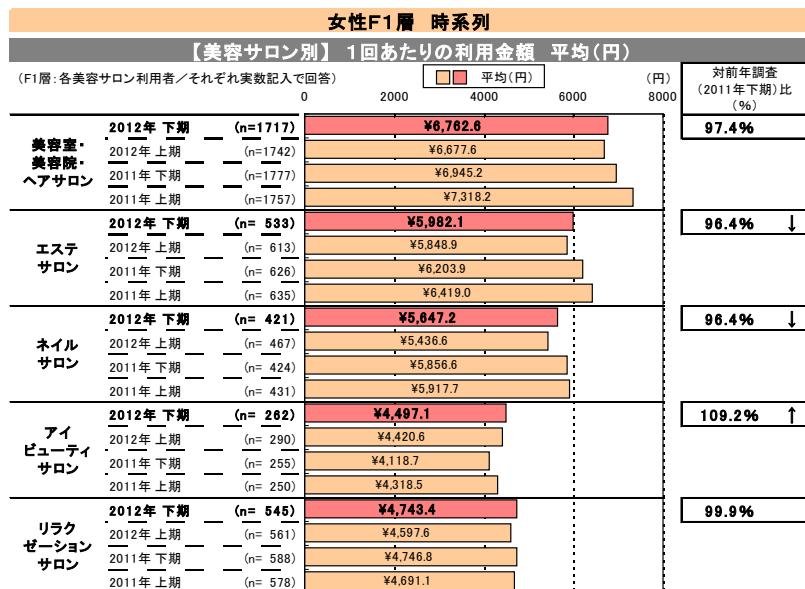 女性F1層 時系列
【美容サロン別】 1回あたりの利用金額 平均(円)
(F1層:各美容サロン利用者/それぞれ実数記入で回答)
平均(円)
(円)
対前年調査
(2011年下期)比
(%)
0 2000 4000 6000 8000
美容室・
美容院・
ヘアサロン
2012年 下期 (n=1717) ¥6,762.6 97.4%
2012年 上期 (n=1742) ¥6,677.6
2011年 下期 (n=1777) ¥6,945.2
2011年 上期 (n=1757) ¥7,318.2
エステ
サロン
2012年 下期 (n= 533) ¥5,982.1 96.4% ↓
2012年 上期 (n= 613) ¥5,848.9
2011年 下期 (n= 626) ¥6,203.9
2011年 上期 (n= 635) ¥6,419.0
ネイル
サロン
2012年 下期 (n= 421) ¥5,647.2 96.4% ↓
2012年 上期 (n= 467) ¥5,436.6
2011年 下期 (n= 424) ¥5,856.6
2011年 上期 (n= 431) ¥5,917.7
アイ
ビューティ
サロン
2012年 下期 (n= 262) ¥4,497.1 109.2% ↑
2012年 上期 (n= 290) ¥4,420.6
2011年 下期 (n= 255) ¥4,118.7
2011年 上期 (n= 250) ¥4,318.5
リラク
ゼーション
サロン
2012年 下期 (n= 545) ¥4,743.4 99.9%
2012年 上期 (n= 561) ¥4,597.6
2011年 下期 (n= 588) ¥4,746.8
2011年 上期 (n= 578) ¥4,691.1